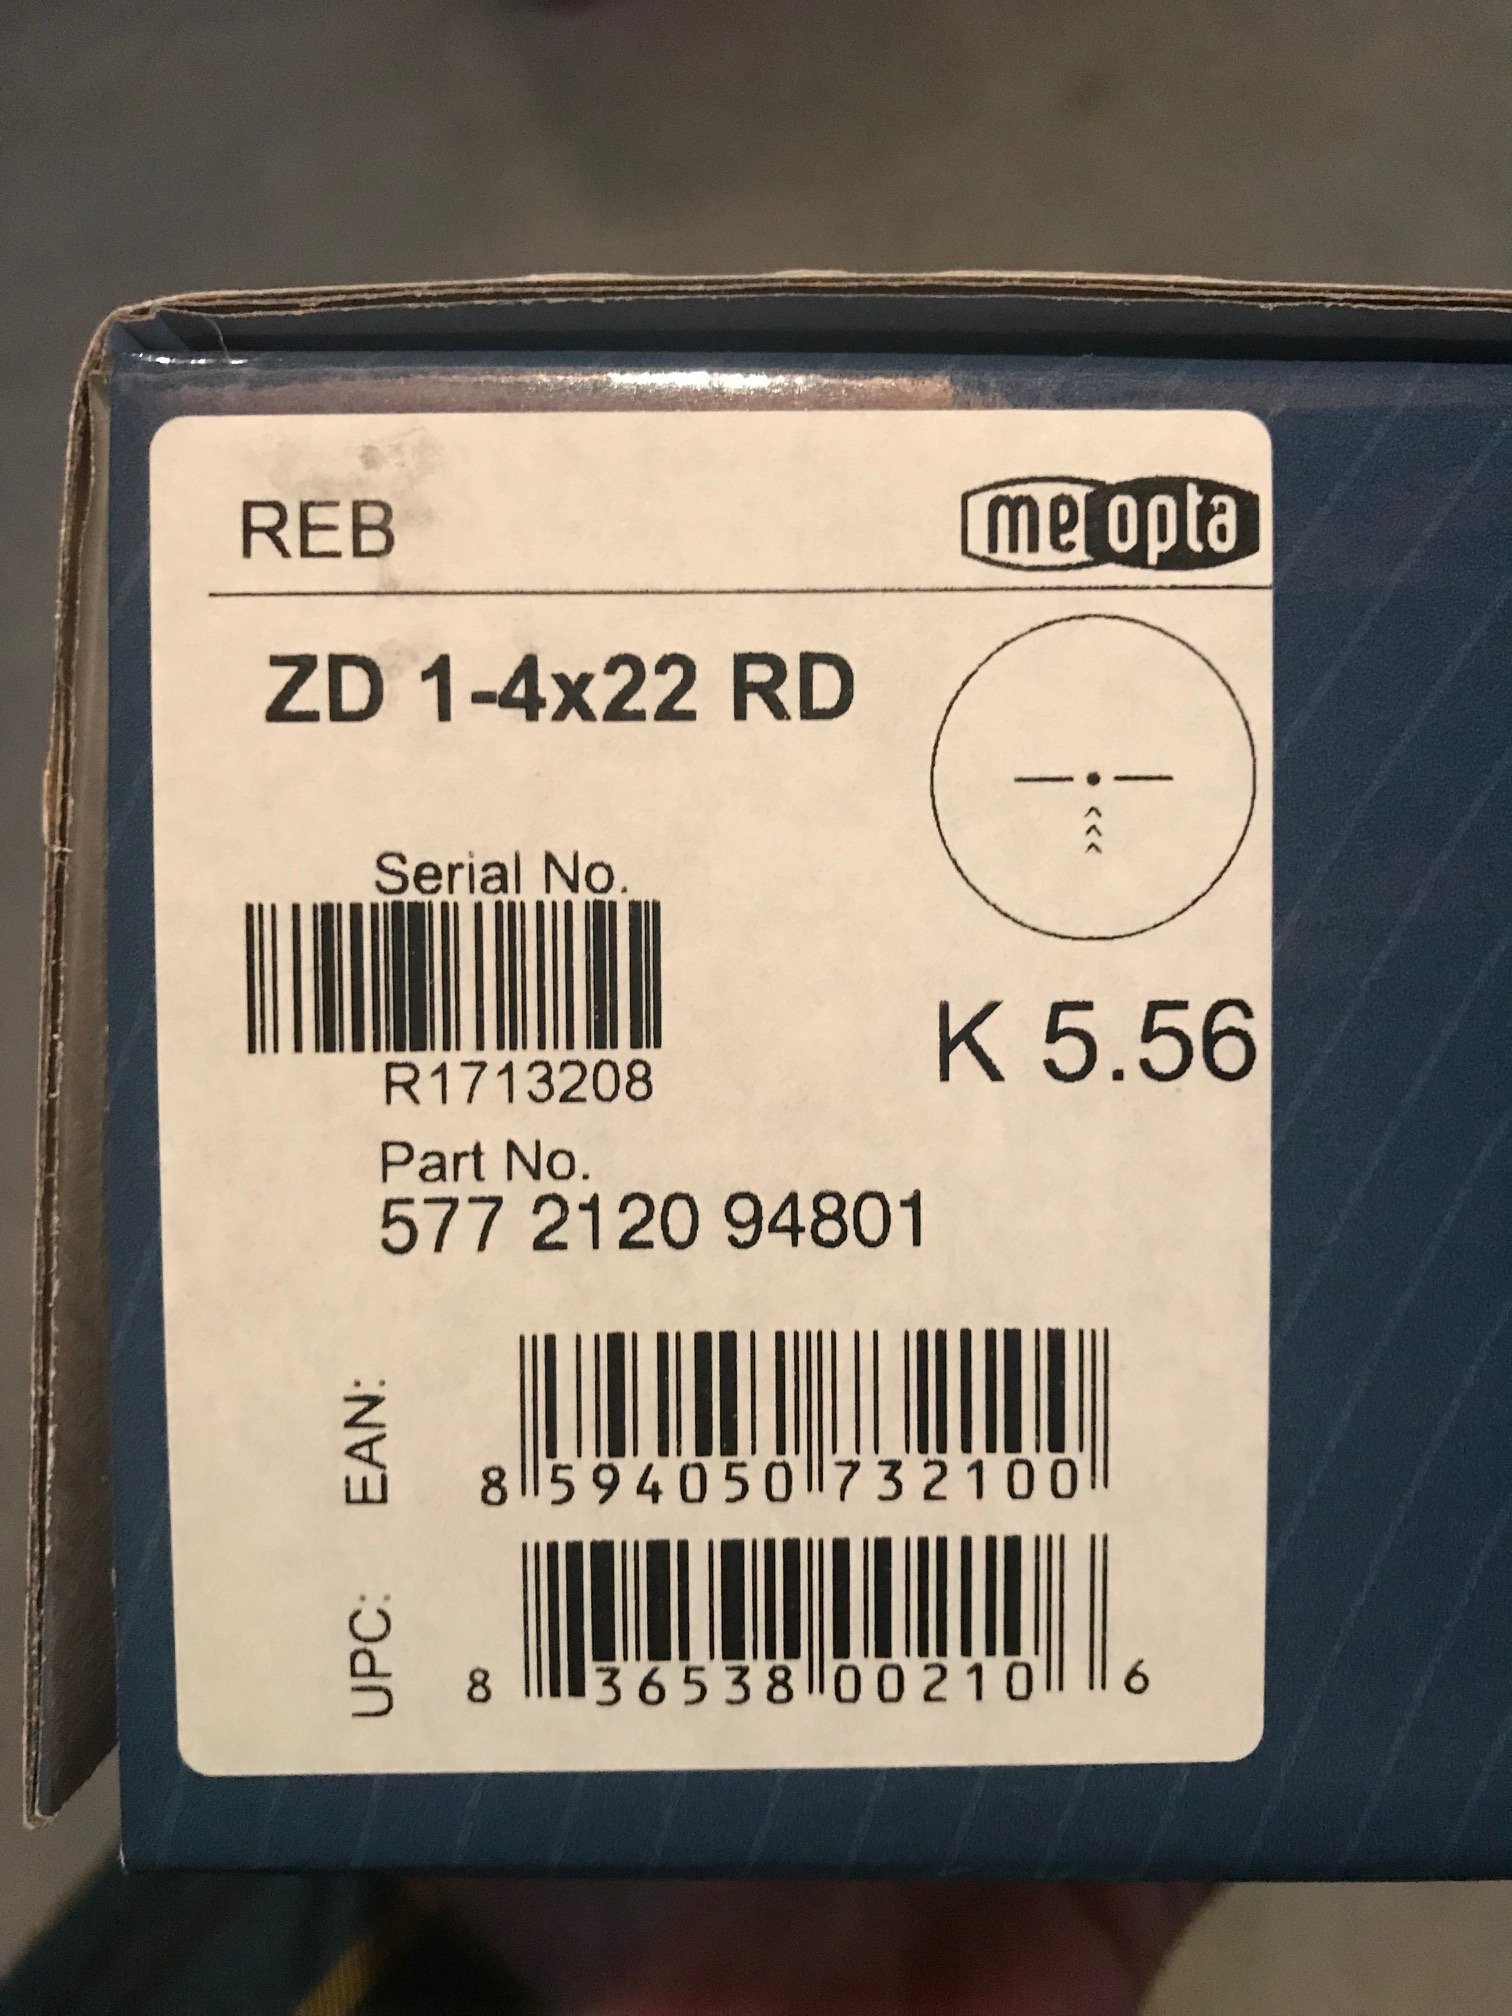 REB
meopta
ZD 1-4x22 RD
Serial No.
R1713208
K 5.56
Part No.
577 2120 94801
EAN:
8 594050 732100
UPC:
8 36538 00210 6